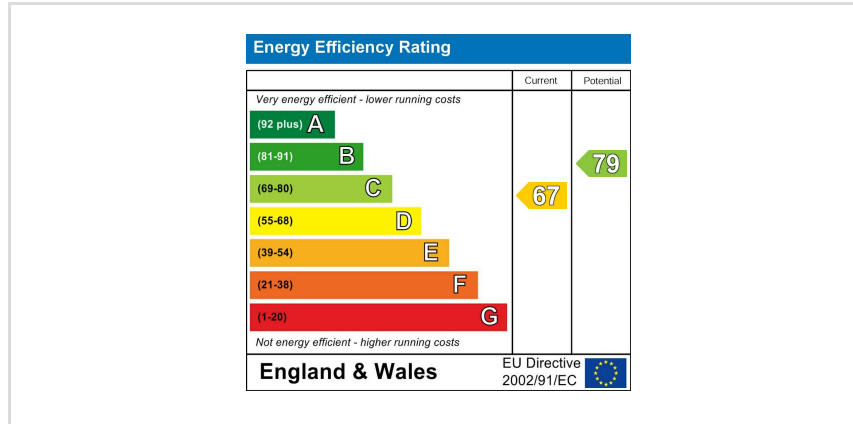 Energy Efficiency Rating
Current Potential
Very energy efficient - lower running costs
(92 plus) A
(81-91) B
79
(69-80) C
67
(55-68) D
(39-54) E
(21-38) F
(1-20) G
Not energy efficient - higher running costs
England & Wales
EU Directive
2002/91/EC